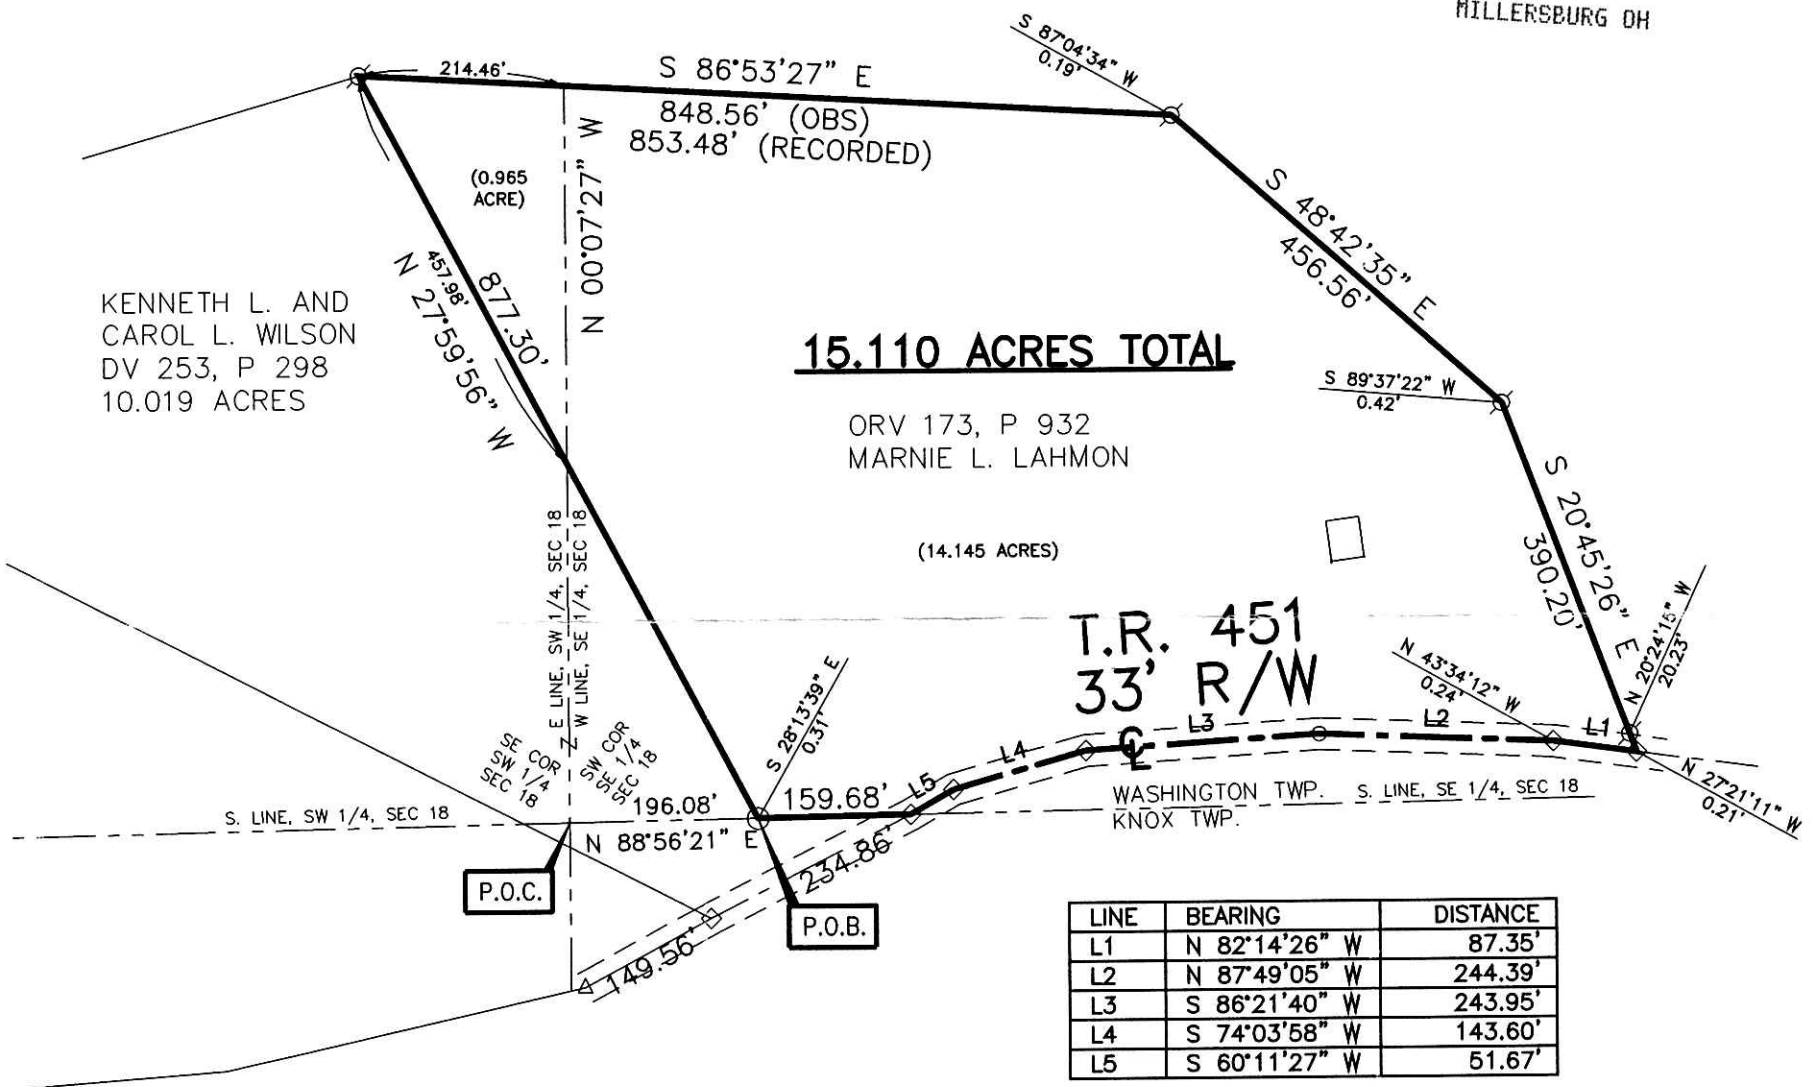 MILLERSBURG OH
S 87°04'34" W
0.19'
214.46'
S 86°53'27" E
848.56' (OBS)
853.48' (RECORDED)
(0.965
ACRE)
N 00°07'27" W
S 48°42'35" E
456.56'
KENNETH L. AND
CAROL L. WILSON
DV 253, P 298
10.019 ACRES
457.98'
877.30'
N 27°59'56" W
15.110 ACRES TOTAL
ORV 173, P 932
MARNIE L. LAHMON
(14.145 ACRES)
S 89°37'22" W
0.42'
S 20°45'26" E
390.20'
E LINE, SW 1/4, SEC 18
W LINE, SE 1/4, SEC 18
Z
T.R. 451
33' R/W
CL
N 20°24'15" W
20.23'
N 43°34'12" W
0.24'
L3
L2
L1
L4
L5
S 28°13'39" E
0.31'
SE COR
SW 1/4
SEC 18
SW COR
SE 1/4
SEC 18
N 27°21'11" W
0.21'
S. LINE, SW 1/4, SEC 18
196.08'
159.68'
N 88°56'21" E
WASHINGTON TWP. S. LINE, SE 1/4, SEC 18
KNOX TWP.
P.O.C.
P.O.B.
234.86'
149.56'
LINE BEARING DISTANCE
L1 N 82°14'26" W 87.35'
L2 N 87°49'05" W 244.39'
L3 S 86°21'40" W 243.95'
L4 S 74°03'58" W 143.60'
L5 S 60°11'27" W 51.67'